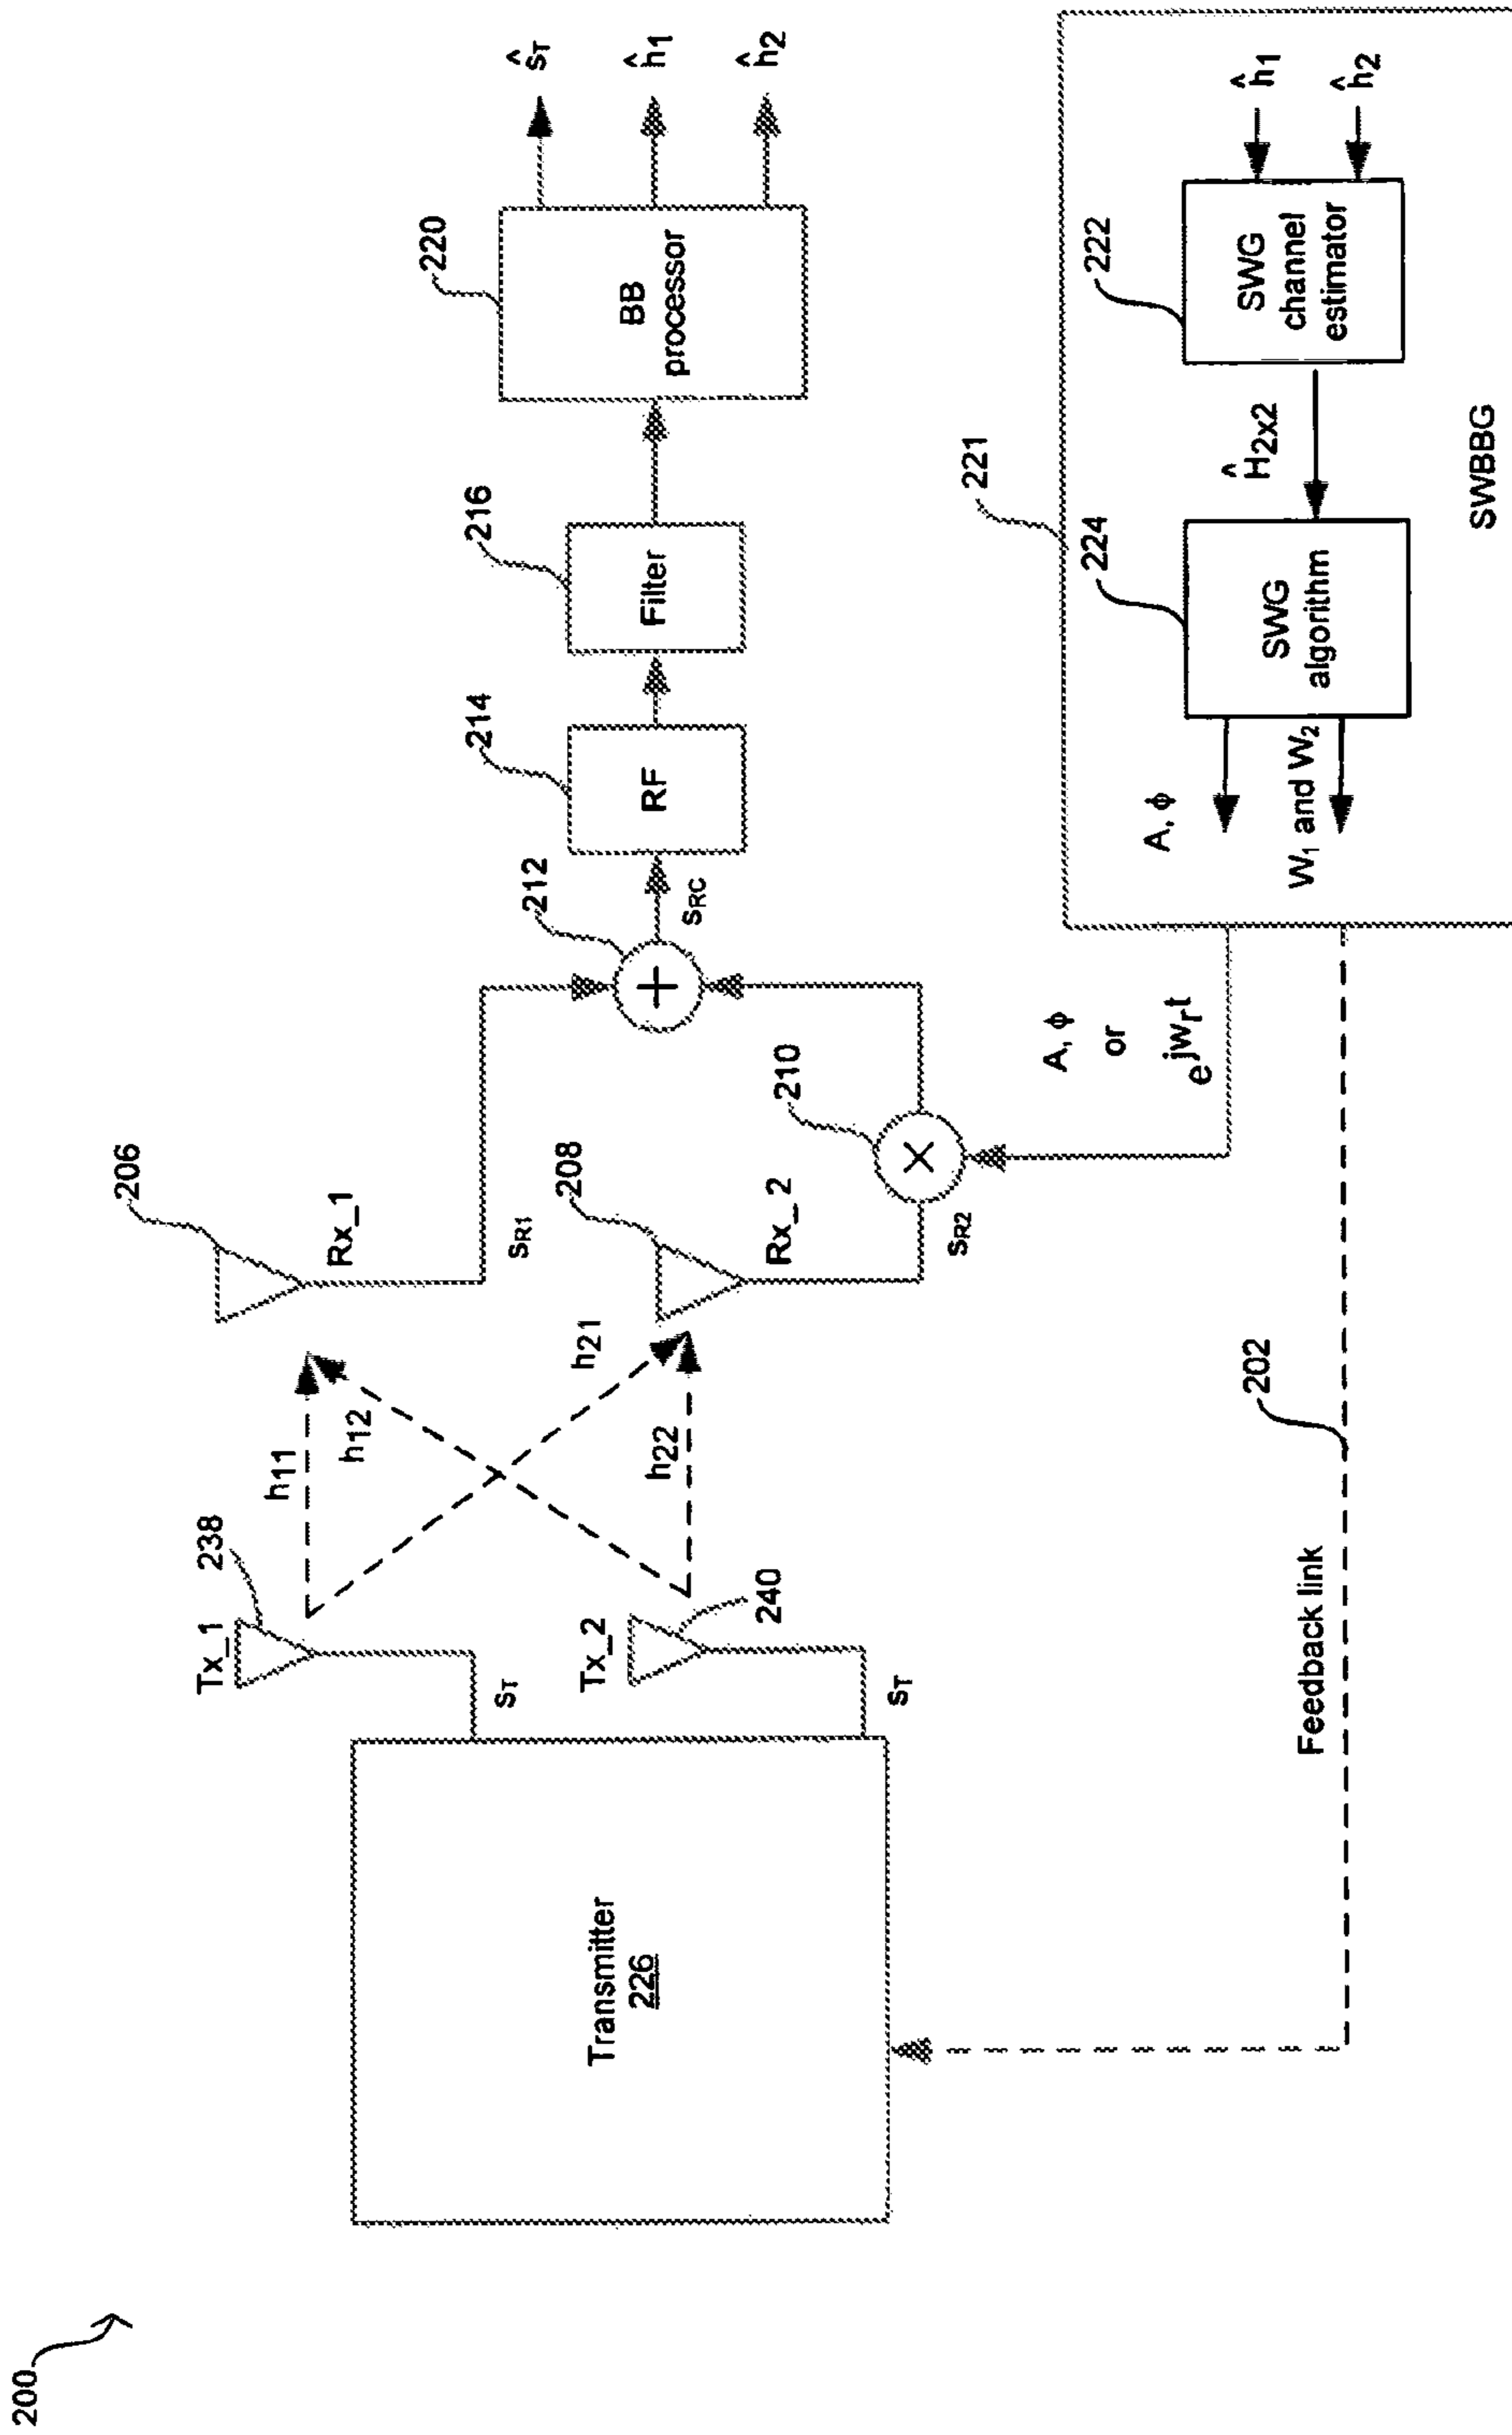 200
Transmitter
226
Tx_1
238
sT
Tx_2
240
sT
h11
h12
h21
h22
206
Rx_1
sR1
208
Rx_2
sR2
210
212
sRC
214
RF
216
Filter
220
BB
processor
ŝT
ĥ1
ĥ2
A, ϕ
or
e^jwrt
202
Feedback link
221
A, ϕ
W1 and W2
224
SWG
algorithm
Ĥ2x2
222
SWG
channel
estimator
ĥ1
ĥ2
SWBBG